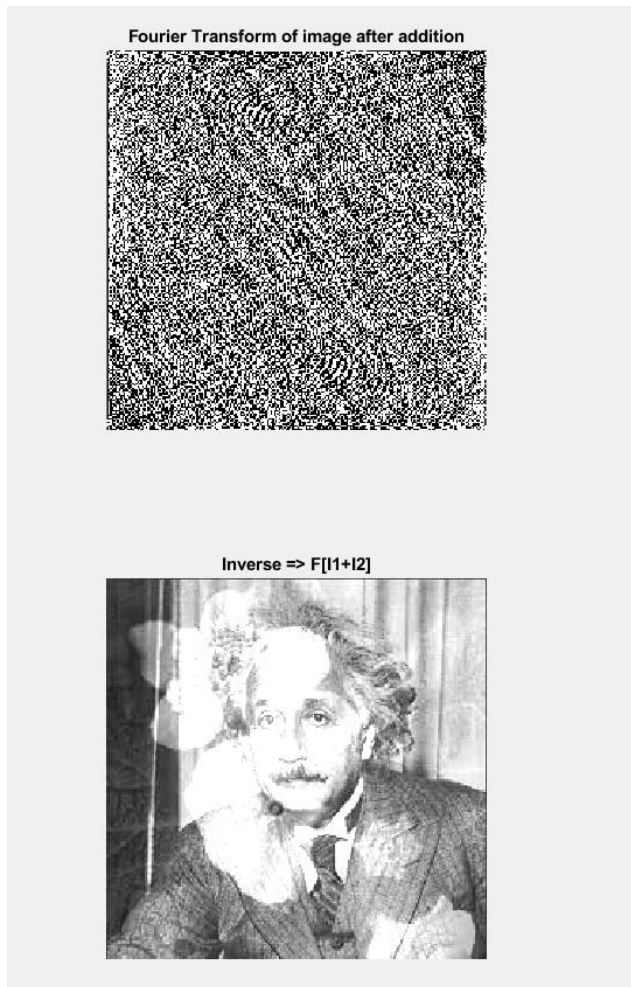 Fourier Transform of image after addition
Inverse => F[I1+I2]